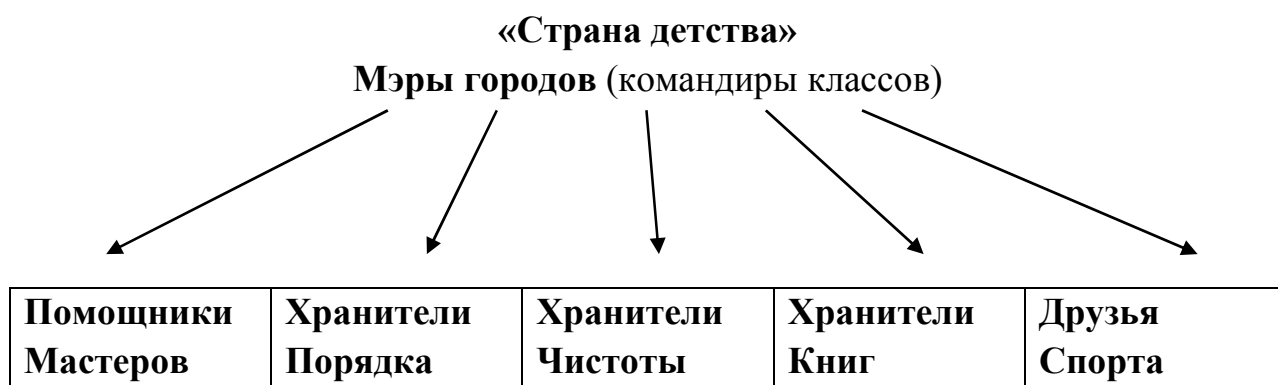 «Страна детства»
Мэры городов (командиры классов)
Помощники Мастеров
Хранители Порядка
Хранители Чистоты
Хранители Книг
Друзья Спорта